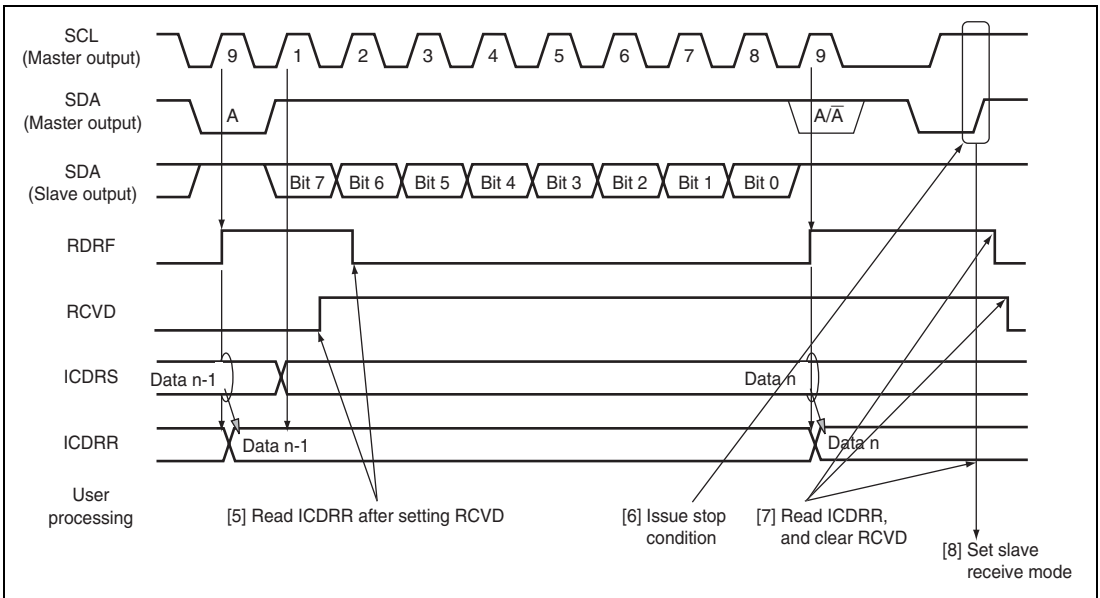 SCL
(Master output)
9 1 2 3 4 5 6 7 8 9
SDA
(Master output)
A A/A̅
SDA
(Slave output)
Bit 7 Bit 6 Bit 5 Bit 4 Bit 3 Bit 2 Bit 1 Bit 0
RDRF
RCVD
ICDRS
Data n-1 Data n
ICDRR
Data n-1 Data n
User
processing
[5] Read ICDRR after setting RCVD
[6] Issue stop
condition
[7] Read ICDRR,
and clear RCVD
[8] Set slave
receive mode